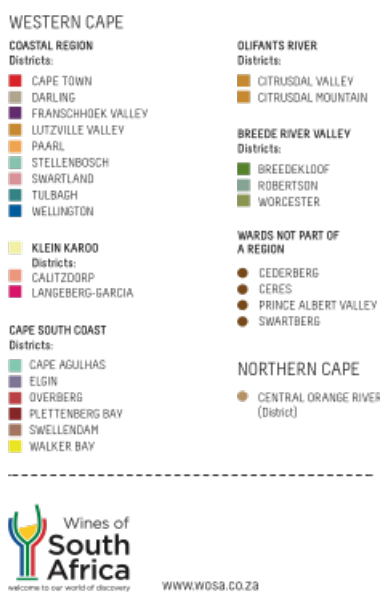 WESTERN CAPE
COASTAL REGION
Districts:
CAPE TOWN
DARLING
FRANSCHHOEK VALLEY
LUTZVILLE VALLEY
PAARL
STELLENBOSCH
SWARTLAND
TULBAGH
WELLINGTON
KLEIN KAROO
Districts:
CALITZDORP
LANGEBERG-GARCIA
CAPE SOUTH COAST
Districts:
CAPE AGULHAS
ELGIN
OVERBERG
PLETTENBERG BAY
SWELLENDAM
WALKER BAY
OLIFANTS RIVER
Districts:
CITRUSDAL VALLEY
CITRUSDAL MOUNTAIN
BREEDE RIVER VALLEY
Districts:
BREEDEKLOOF
ROBERTSON
WORCESTER
WARDS NOT PART OF
A REGION
CEDERBERG
CERES
PRINCE ALBERT VALLEY
SWARTBERG
NORTHERN CAPE
CENTRAL ORANGE RIVER
(District)
Wines of
South
Africa
welcome to our world of discovery
www.wosa.co.za